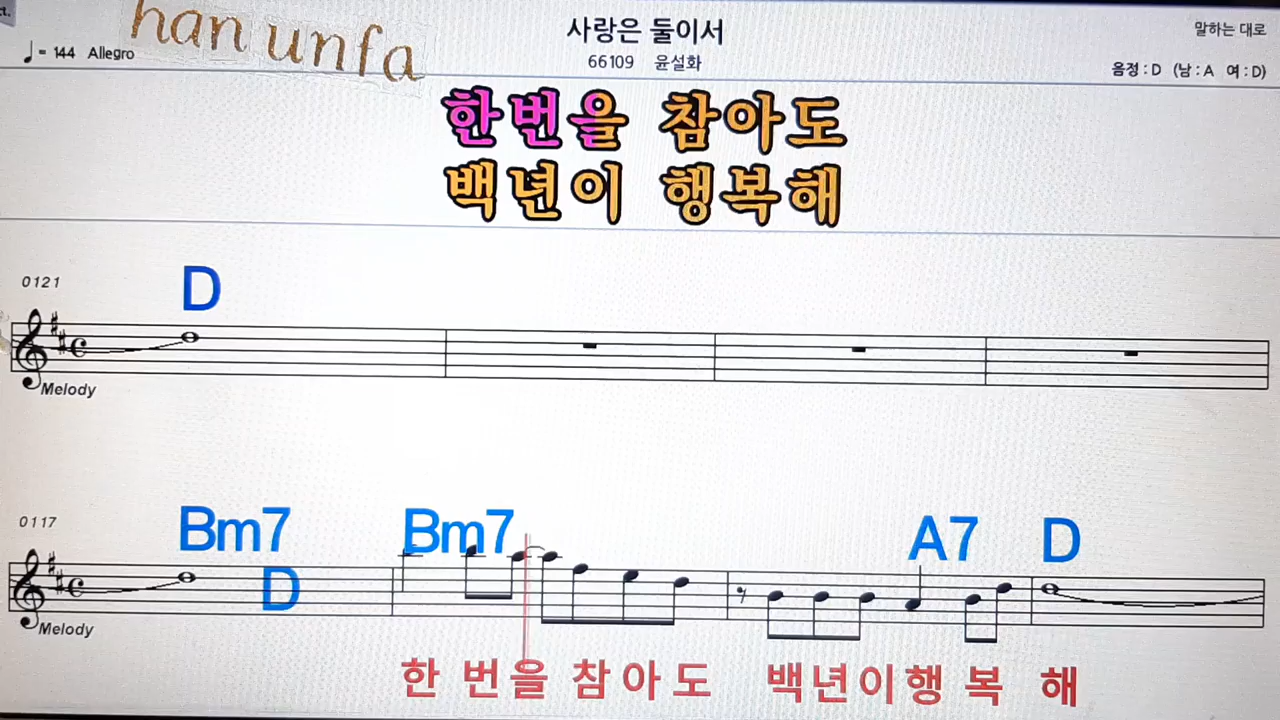 ct.
han unfa
♩ = 144 Allegro
사랑은 둘이서
66109 윤설화
말하는 대로
음정 : D (남 : A 여 : D)
한번을 참아도
백년이 행복해
0121
D
Melody
0117
Bm7 D Bm7 A7 D
Melody
한 번을 참아도 백년이행 복 해